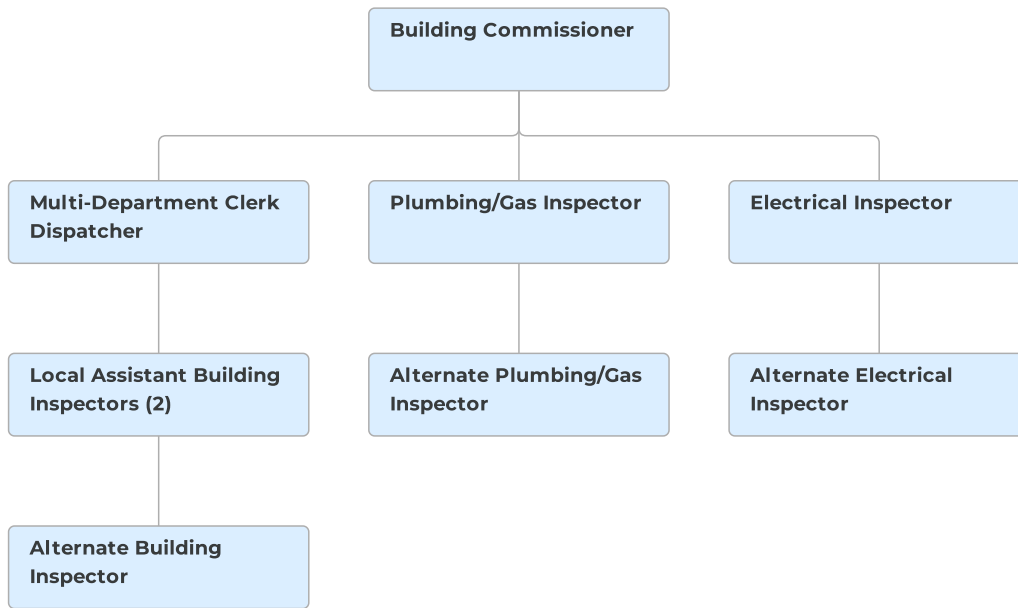 Building Commissioner
Multi-Department Clerk
Dispatcher
Plumbing/Gas Inspector
Electrical Inspector
Local Assistant Building
Inspectors (2)
Alternate Plumbing/Gas
Inspector
Alternate Electrical
Inspector
Alternate Building
Inspector